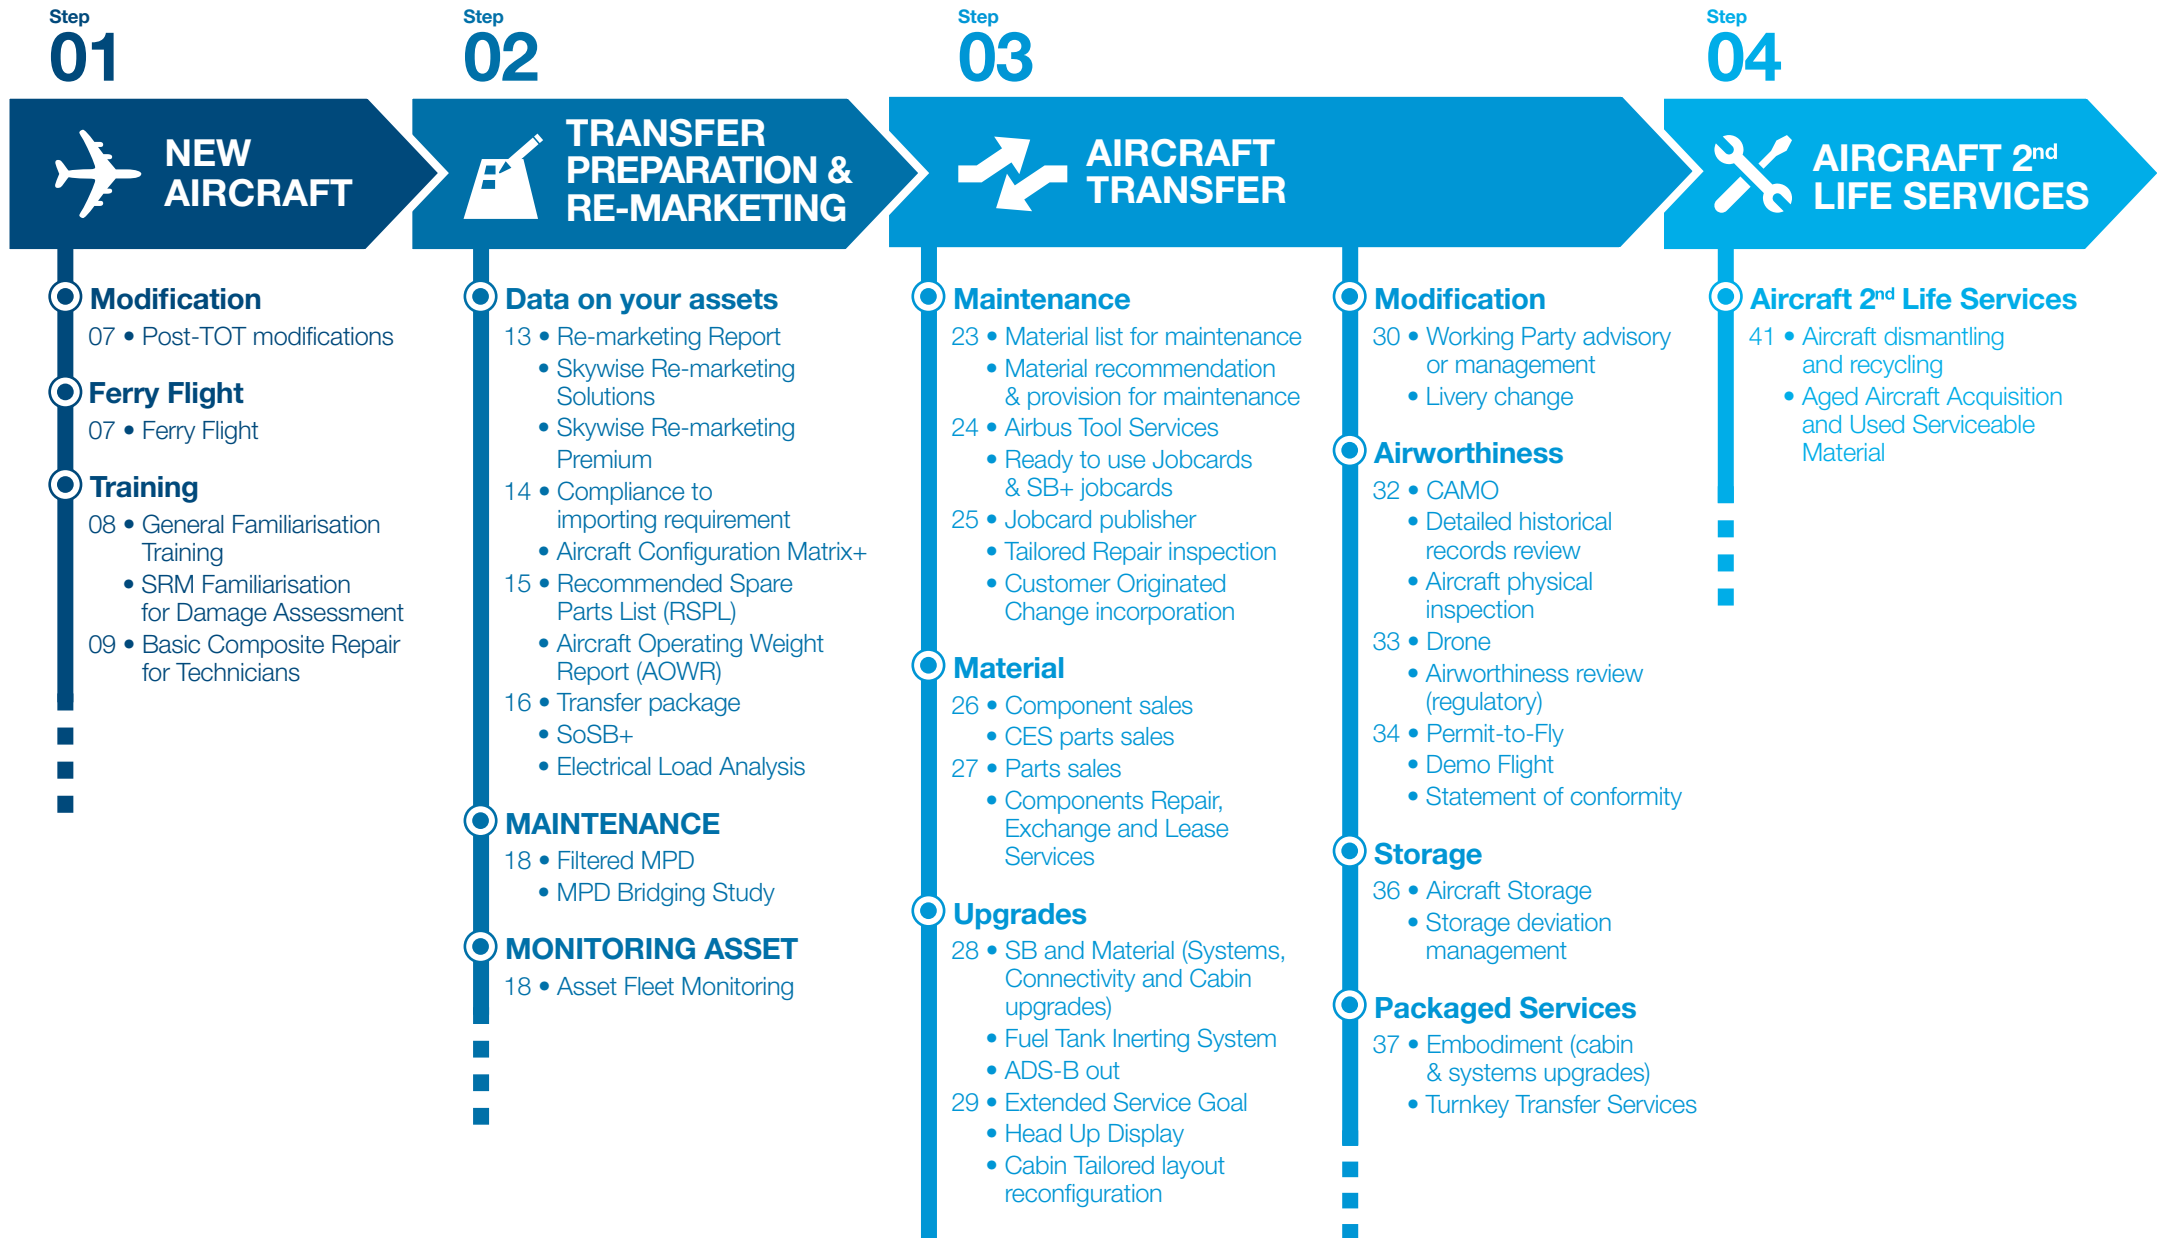 Step
01
NEW
AIRCRAFT
Modification
07 • Post-TOT modifications
Ferry Flight
07 • Ferry Flight
Training
08 • General Familiarisation
Training
• SRM Familiarisation
for Damage Assessment
09 • Basic Composite Repair
for Technicians
Step
02
TRANSFER
PREPARATION &
RE-MARKETING
Data on your assets
13 • Re-marketing Report
• Skywise Re-marketing
Solutions
• Skywise Re-marketing
Premium
14 • Compliance to
importing requirement
• Aircraft Configuration Matrix+
15 • Recommended Spare
Parts List (RSPL)
• Aircraft Operating Weight
Report (AOWR)
16 • Transfer package
• SoSB+
• Electrical Load Analysis
MAINTENANCE
18 • Filtered MPD
• MPD Bridging Study
MONITORING ASSET
18 • Asset Fleet Monitoring
Step
03
AIRCRAFT
TRANSFER
Maintenance
23 • Material list for maintenance
• Material recommendation
& provision for maintenance
24 • Airbus Tool Services
• Ready to use Jobcards
& SB+ jobcards
25 • Jobcard publisher
• Tailored Repair inspection
• Customer Originated
Change incorporation
Material
26 • Component sales
• CES parts sales
27 • Parts sales
• Components Repair,
Exchange and Lease
Services
Upgrades
28 • SB and Material (Systems,
Connectivity and Cabin
upgrades)
• Fuel Tank Inerting System
• ADS-B out
29 • Extended Service Goal
• Head Up Display
• Cabin Tailored layout
reconfiguration
Modification
30 • Working Party advisory
or management
• Livery change
Airworthiness
32 • CAMO
• Detailed historical
records review
• Aircraft physical
inspection
33 • Drone
• Airworthiness review
(regulatory)
34 • Permit-to-Fly
• Demo Flight
• Statement of conformity
Storage
36 • Aircraft Storage
• Storage deviation
management
Packaged Services
37 • Embodiment (cabin
& systems upgrades)
• Turnkey Transfer Services
Step
04
AIRCRAFT 2nd
LIFE SERVICES
Aircraft 2nd Life Services
41 • Aircraft dismantling
and recycling
• Aged Aircraft Acquisition
and Used Serviceable
Material